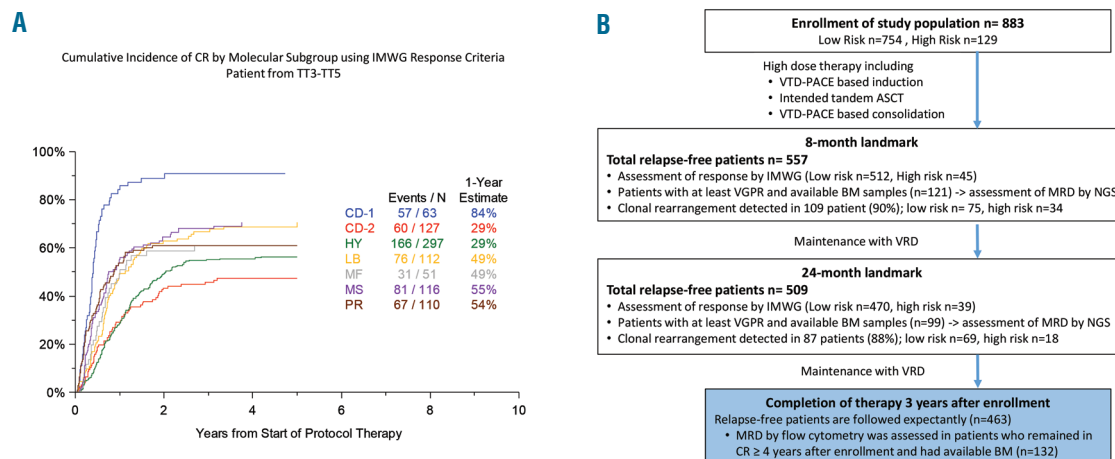 A
Cumulative Incidence of CR by Molecular Subgroup using IMWG Response Criteria
Patient from TT3-TT5
100%
80%
60%
40%
20%
0%
0
2
4
6
8
10
Years from Start of Protocol Therapy
Events / N
1-Year
Estimate
CD-1 57 / 63 84%
CD-2 60 / 127 29%
HY 166 / 297 29%
LB 76 / 112 49%
MF 31 / 51 49%
MS 81 / 116 55%
PR 67 / 110 54%
B
Enrollment of study population n= 883
Low Risk n=754 , High Risk n=129
High dose therapy including
• VTD-PACE based induction
• Intended tandem ASCT
• VTD-PACE based consolidation
8-month landmark
Total relapse-free patients n= 557
• Assessment of response by IMWG (Low risk n=512, High risk n=45)
• Patients with at least VGPR and available BM samples (n=121) -> assessment of MRD by NGS
• Clonal rearrangement detected in 109 patient (90%); low risk n= 75, high risk n=34
Maintenance with VRD
24-month landmark
Total relapse-free patients n= 509
• Assessment of response by IMWG (Low risk n=470, high risk n=39)
• Patients with at least VGPR and available BM samples (n=99) -> assessment of MRD by NGS
• Clonal rearrangement detected in 87 patients (88%); low risk n=69, high risk n=18
Maintenance with VRD
Completion of therapy 3 years after enrollment
Relapse-free patients are followed expectantly (n=463)
• MRD by flow cytometry was assessed in patients who remained in
CR ≥ 4 years after enrollment and had available BM (n=132)